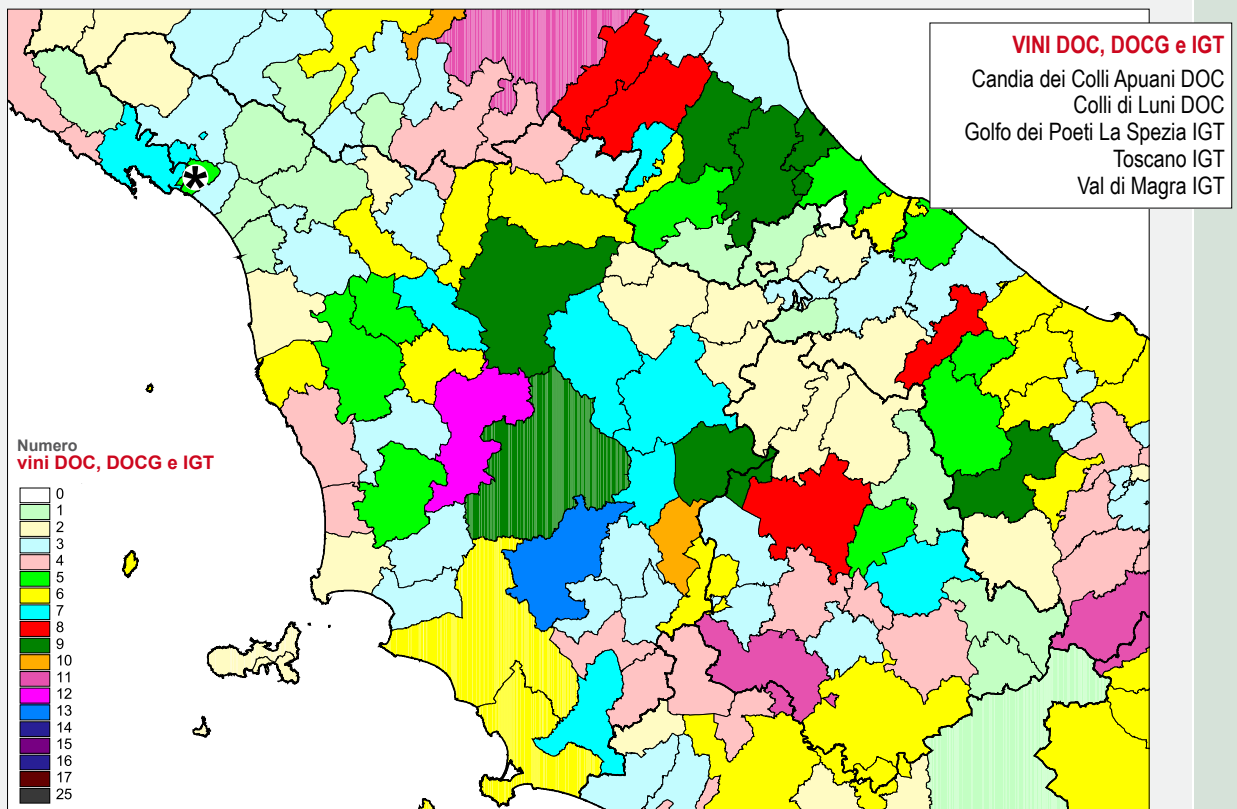 VINI DOC, DOCG e IGT
Candia dei Colli Apuani DOC
Colli di Luni DOC
Golfo dei Poeti La Spezia IGT
Toscano IGT
Val di Magra IGT
*
Numero
vini DOC, DOCG e IGT
0
1
2
3
4
5
6
7
8
9
10
11
12
13
14
15
16
17
25